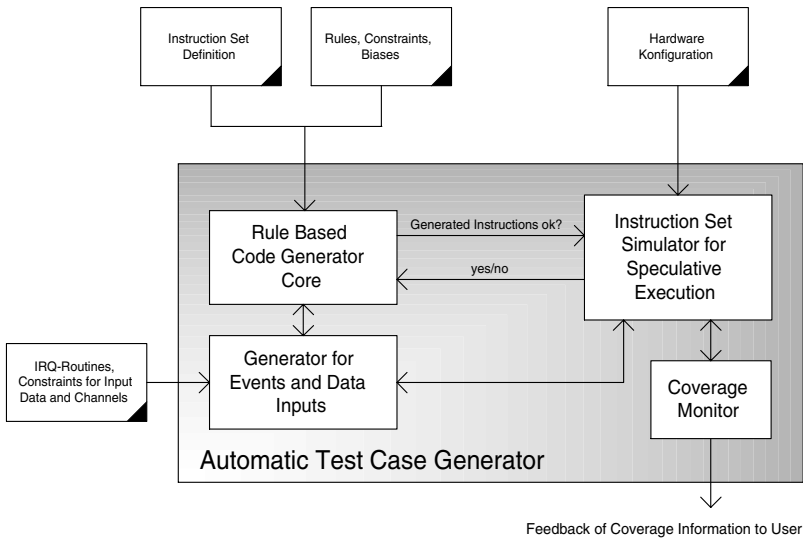 Instruction Set
Definition
Rules, Constraints,
Biases
Hardware
Konfiguration
Rule Based
Code Generator
Core
Generated Instructions ok?
yes/no
Instruction Set
Simulator for
Speculative
Execution
IRQ-Routines,
Constraints for Input
Data and Channels
Generator for
Events and Data
Inputs
Coverage
Monitor
Automatic Test Case Generator
Feedback of Coverage Information to User